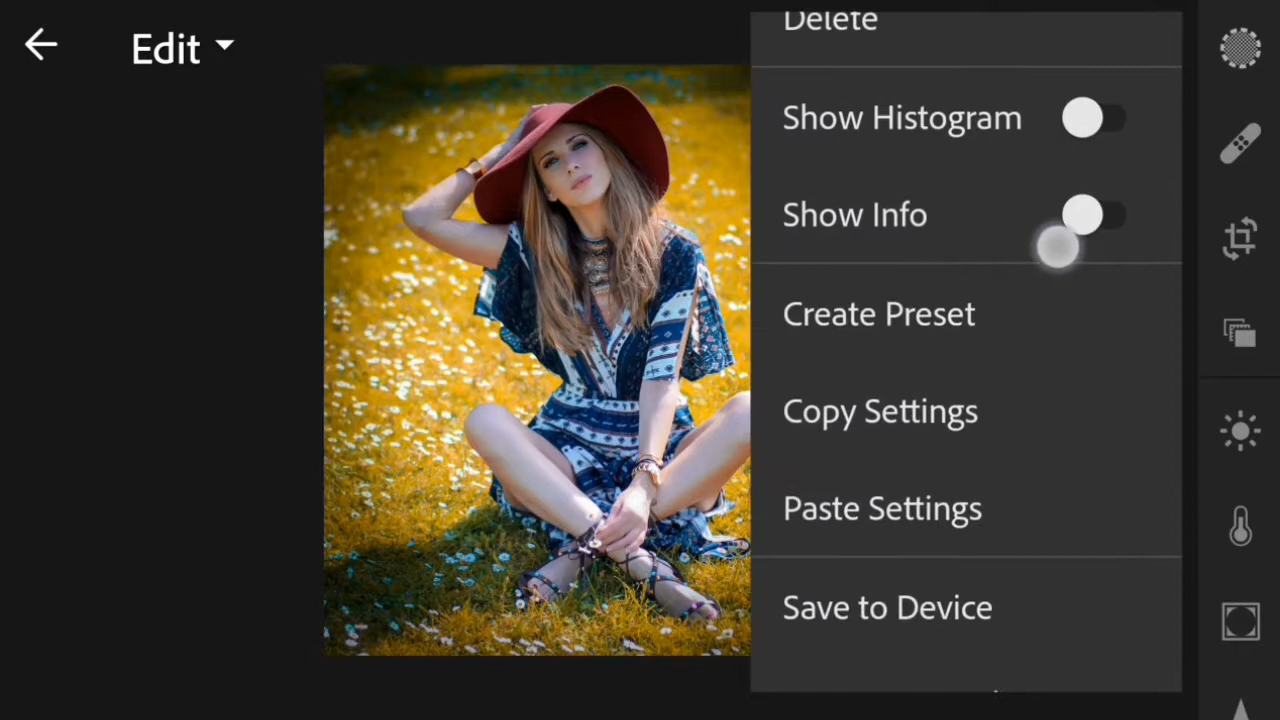 Edit
Delete
Show Histogram
Show Info
Create Preset
Copy Settings
Paste Settings
Save to Device